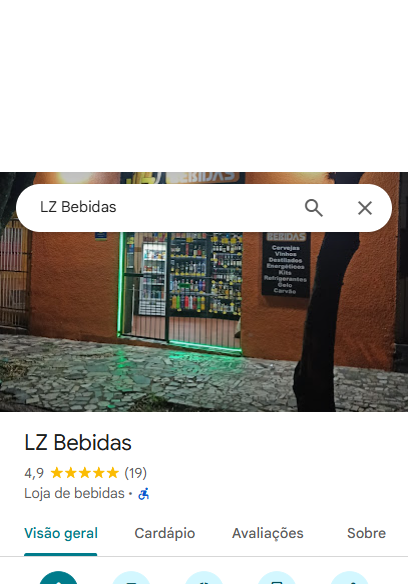 BEBIDAS
LZ Bebidas
BEBIDAS
Cervejas
Vinhos
Destilados
Energéticos
Kits
Refrigerantes
Gelo
Carvão
LZ Bebidas
4,9 (19)
Loja de bebidas ·
Visão geral Cardápio Avaliações Sobre